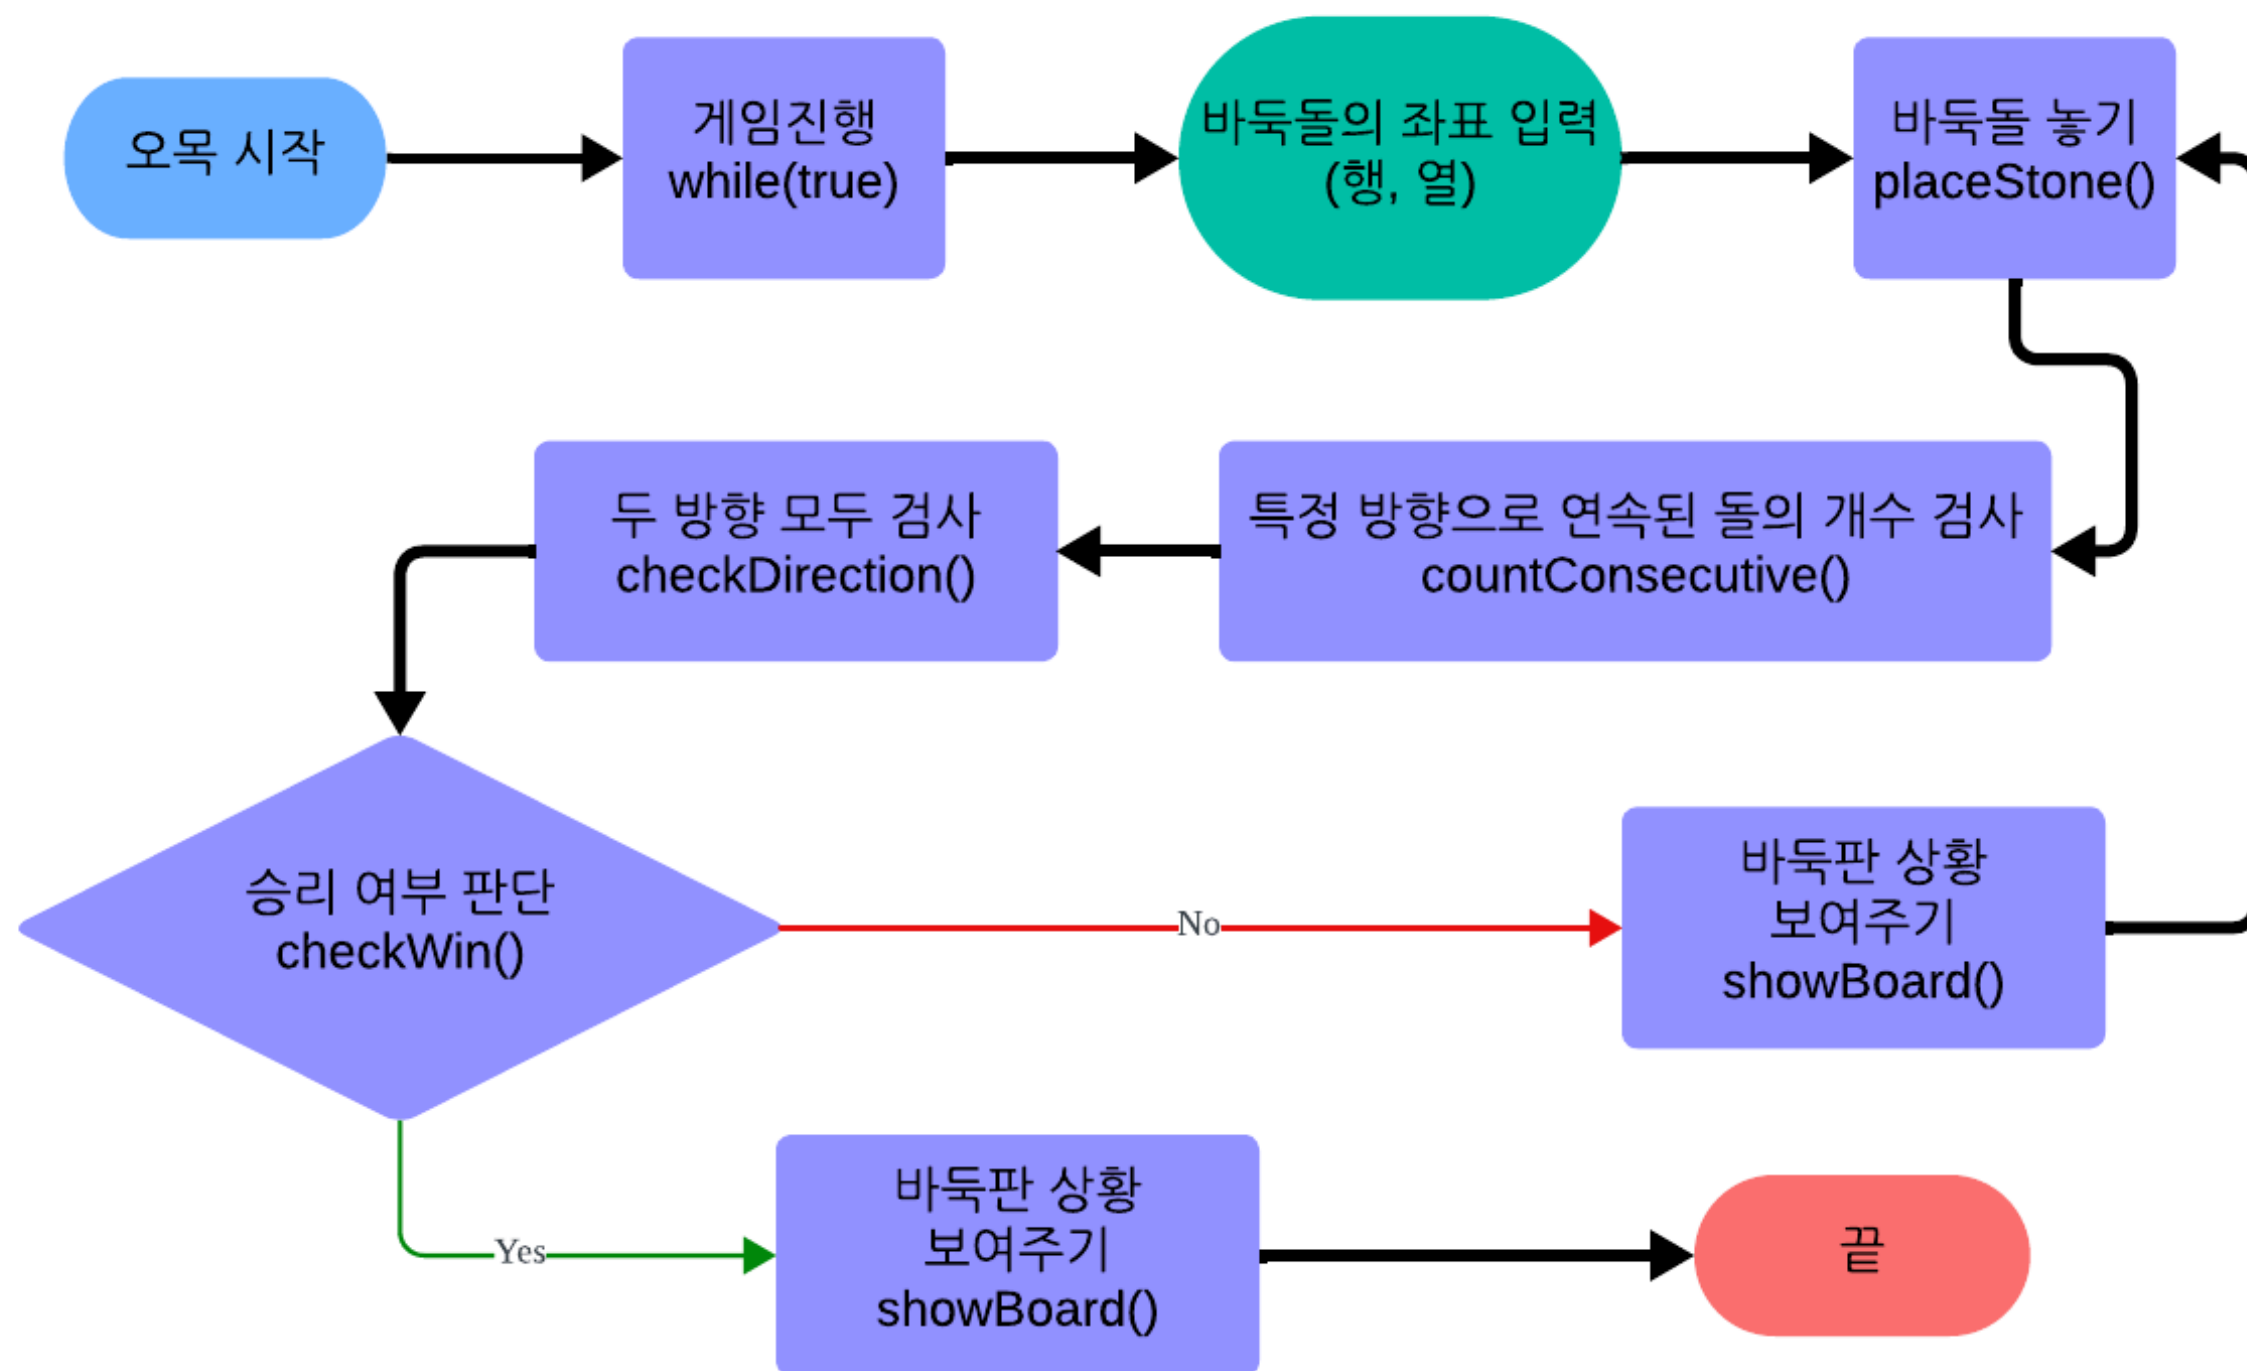 오목 시작
게임진행
while(true)
바둑돌의 좌표 입력
(행, 열)
바둑돌 놓기
placeStone()
특정 방향으로 연속된 돌의 개수 검사
countConsecutive()
두 방향 모두 검사
checkDirection()
승리 여부 판단
checkWin()
No
바둑판 상황
보여주기
showBoard()
Yes
바둑판 상황
보여주기
showBoard()
끝